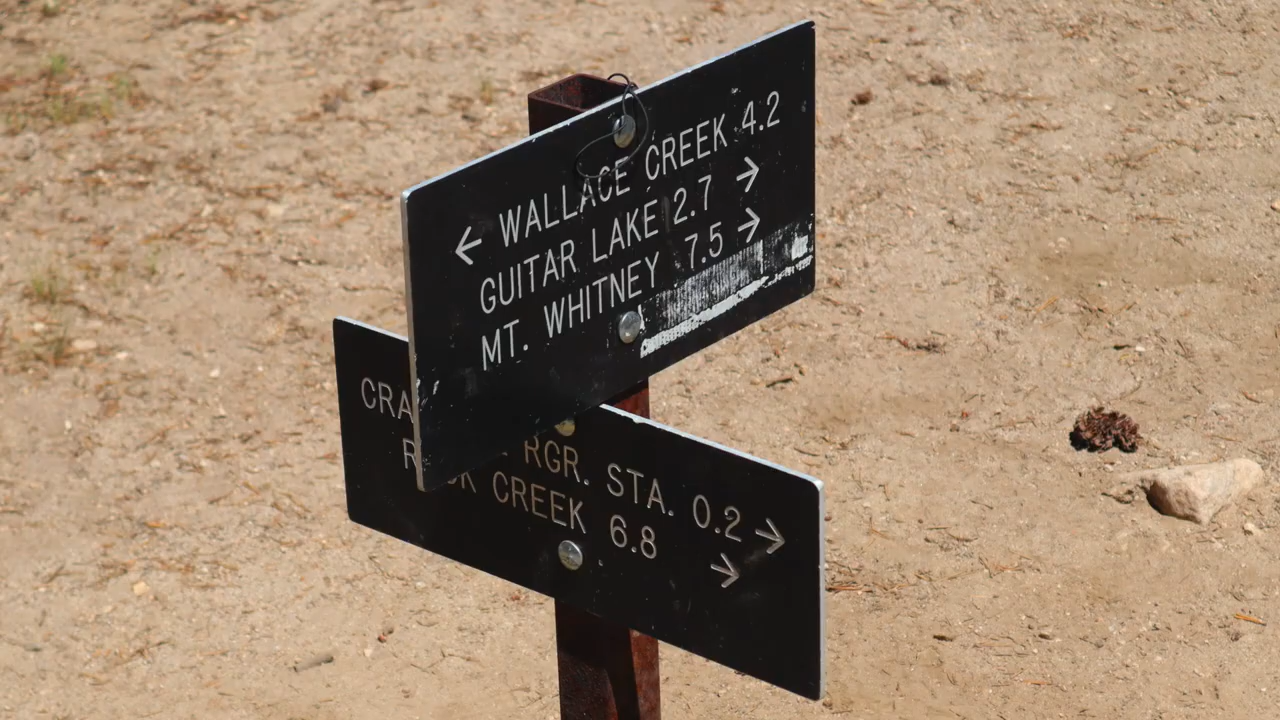 ← WALLACE CREEK 4.2
GUITAR LAKE 2.7 →
MT. WHITNEY 7.5 →
RGR. STA. 0.2 →
CREEK 6.8 →